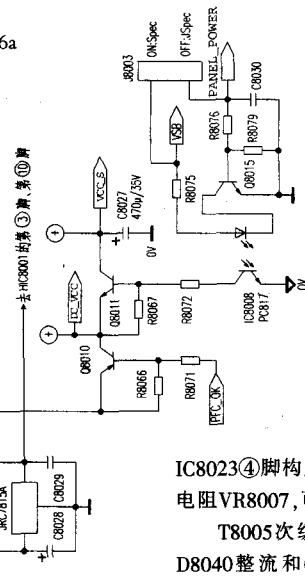 6a
去HIC8001的第③脚、第⑩脚
JRC7815A
C8028
C8029
DC_VCC
VCC_S
C8027
470μ/35V
0V
Q8010
Q8011
R8066
R8067
R8071
R8072
PFC_OK
IC8008
PC817
0V
VSB
R8075
J8003
ON:Spec
OFF:JSpec
PANEL_POWER
R8076
R8079
C8030
Q8015
IC8023④脚构
电阻VR8007,
T8005次
D8040整流和